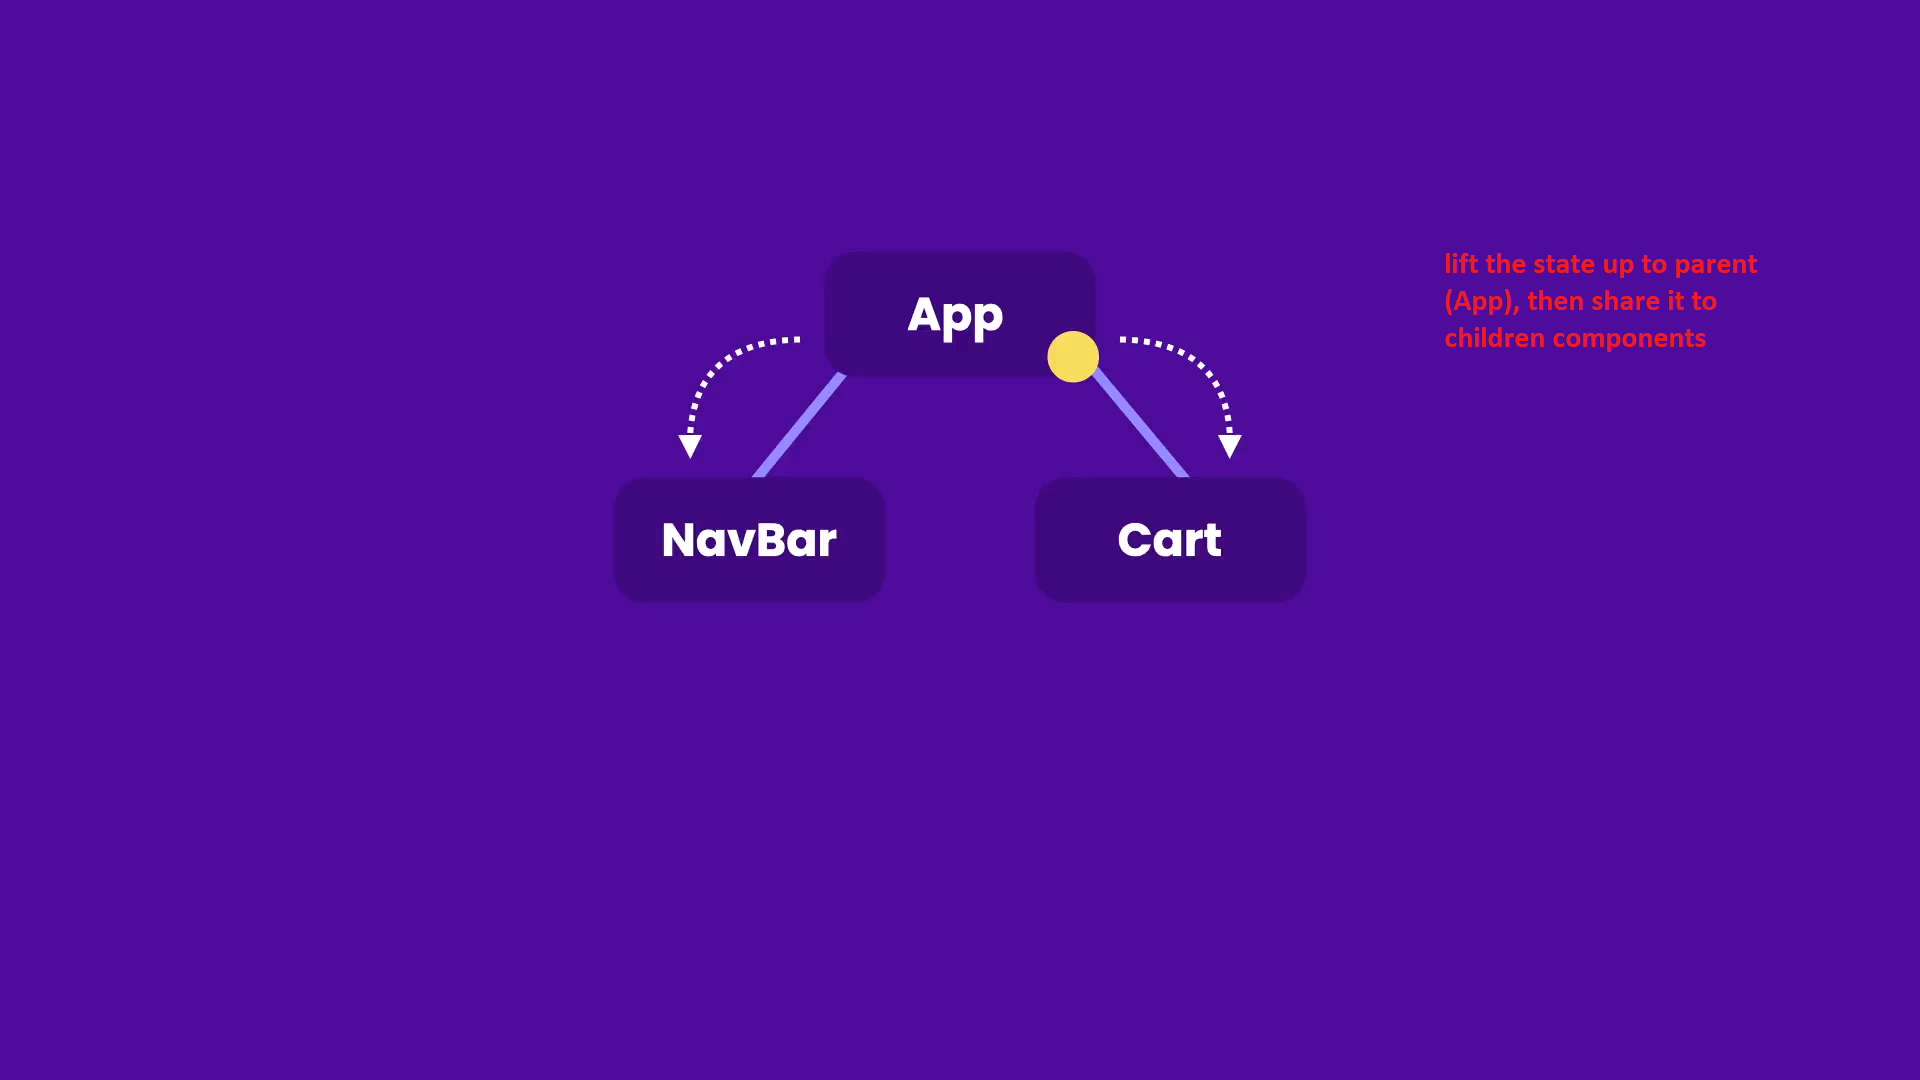 App
lift the state up to parent
(App), then share it to
children components
NavBar
Cart